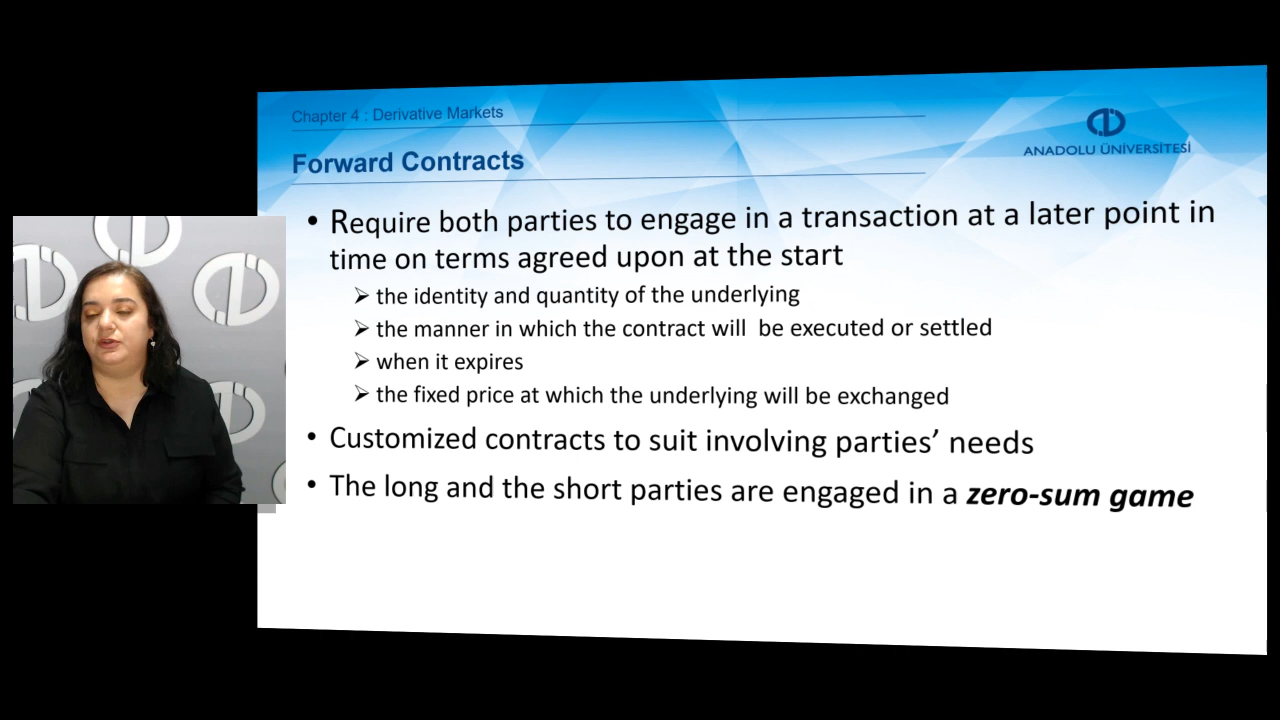 Chapter 4 : Derivative Markets
ANADOLU ÜNİVERSİTESİ
Forward Contracts
• Require both parties to engage in a transaction at a later point in
time on terms agreed upon at the start
➢ the identity and quantity of the underlying
➢ the manner in which the contract will  be executed or settled
➢ when it expires
➢ the fixed price at which the underlying will be exchanged
• Customized contracts to suit involving parties’ needs
• The long and the short parties are engaged in a zero-sum game